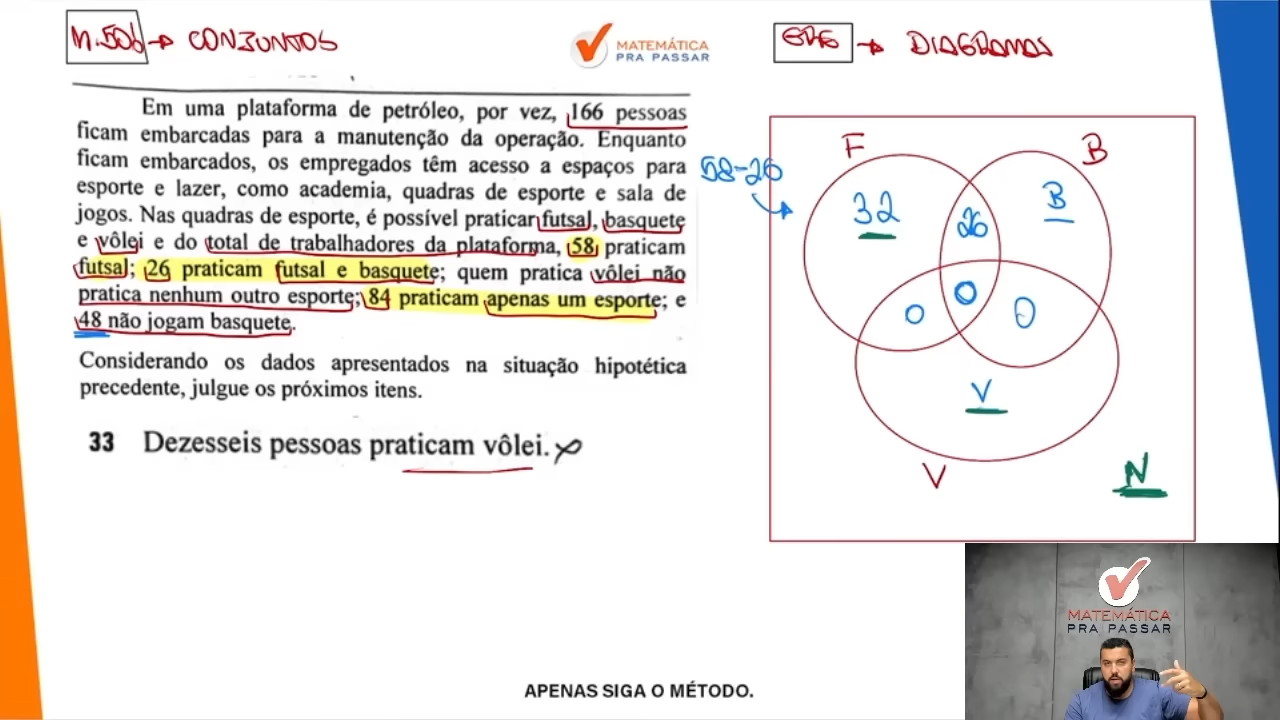 M.506 → CONJUNTOS
MATEMÁTICA
PRA PASSAR
→ DIAGRAMAS
Em uma plataforma de petróleo, por vez, 166 pessoas
ficam embarcadas para a manutenção da operação. Enquanto
ficam embarcados, os empregados têm acesso a espaços para
esporte e lazer, como academia, quadras de esporte e sala de
jogos. Nas quadras de esporte, é possível praticar futsal, basquete
e vôlei e do total de trabalhadores da plataforma, 58 praticam
futsal; 26 praticam futsal e basquete; quem pratica vôlei não
pratica nenhum outro esporte; 84 praticam apenas um esporte; e
48 não jogam basquete.
Considerando os dados apresentados na situação hipotética
precedente, julgue os próximos itens.
33 Dezesseis pessoas praticam vôlei.
F
B
58-26
32
26
B
0
0
0
V
V
N
MATEMÁTICA
PRA PASSAR
APENAS SIGA O MÉTODO.